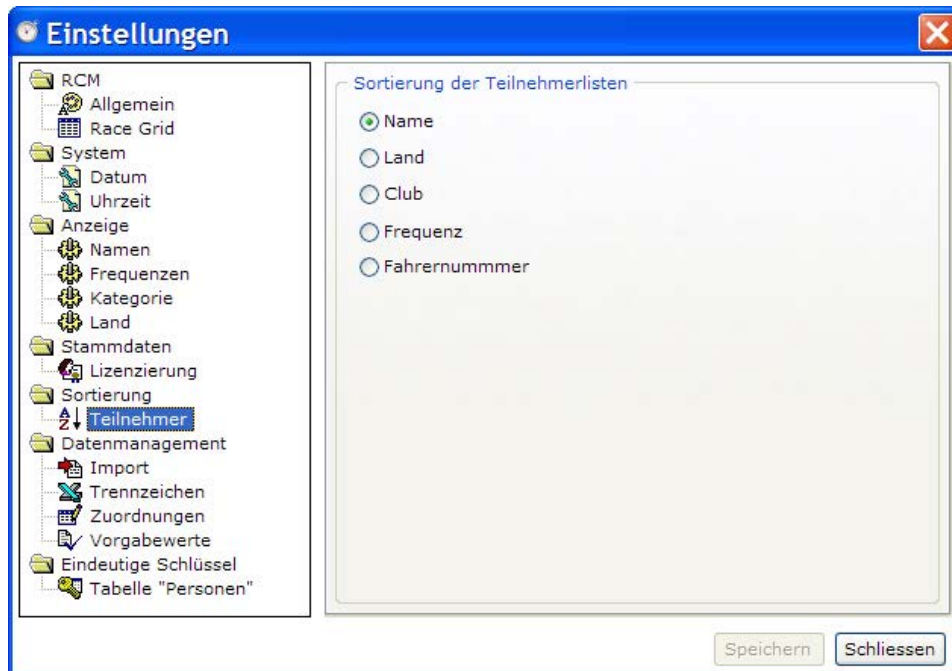 Einstellungen
RCM
Allgemein
Race Grid
System
Datum
Uhrzeit
Anzeige
Namen
Frequenzen
Kategorie
Land
Stammdaten
Lizenzierung
Sortierung
Teilnehmer
Datenmanagement
Import
Trennzeichen
Zuordnungen
Vorgabewerte
Eindeutige Schlüssel
Tabelle "Personen"
Sortierung der Teilnehmerlisten
Name
Land
Club
Frequenz
Fahrernummmer
Speichern
Schliessen